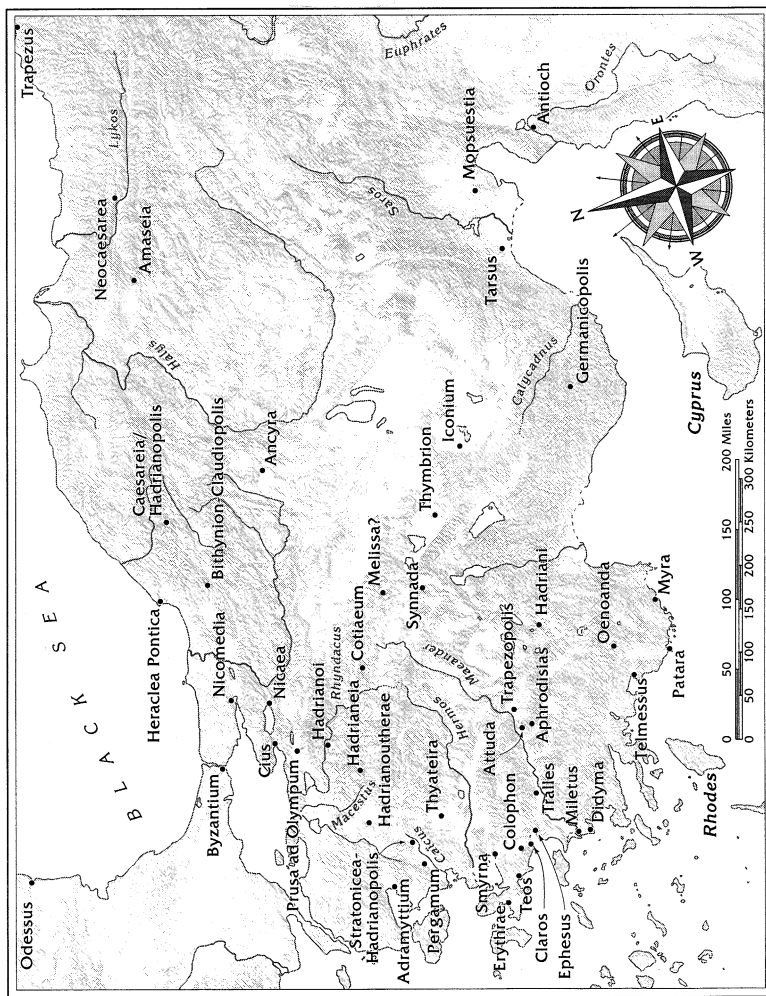 Odessus
BLACK SEA
Trapezus
Lykos
Neocaesarea
Amaseia
Halys
Caesareia/
Hadrianopolis
Bithynion-Claudiopolis
Ancyra
Heraclea Pontica
Nicomedia
Nicaea
Byzantium
Cius
Prusa ad Olympum
Hadrianoi
Rhyndacus
Hadrianeia
Cotiaeum
Macestus
Hadrianoutherae
Stratonicea-
Hadrianopolis
Adramyttium
Caicus
Pergamum
Thyateira
Hermos
Melissa?
Synnada
Thymbrion
Iconium
Maeander
Smyrna
Erythrae
Teos
Colophon
Claros
Ephesus
Tralles
Miletus
Didyma
Attuda
Trapezopolis
Aphrodisias
Hadriani
Oenoanda
Telmessus
Patara
Myra
Rhodes
Saros
Tarsus
Mopsuestia
Calycadnus
Germanicopolis
Euphrates
Antioch
Orontes
Cyprus
N
E
W
0 50 100 150 200 Miles
0 50 100 150 200 250 300 Kilometers